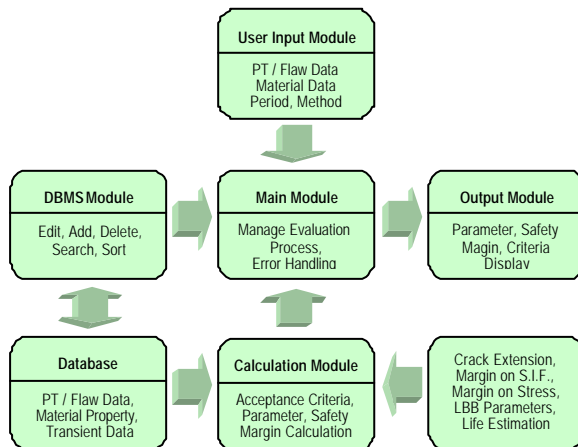 User Input Module
PT / Flaw Data
Material Data
Period, Method
DBMS Module
Edit, Add, Delete,
Search, Sort
Main Module
Manage Evaluation
Process,
Error Handling
Output Module
Parameter, Safety
Magin, Criteria
Display
Database
PT / Flaw Data,
Material Property,
Transient Data
Calculation Module
Acceptance Criteria,
Parameter, Safety
Margin Calculation
Crack Extension,
Margin on S.I.F.,
Margin on Stress,
LBB Parameters,
Life Estimation